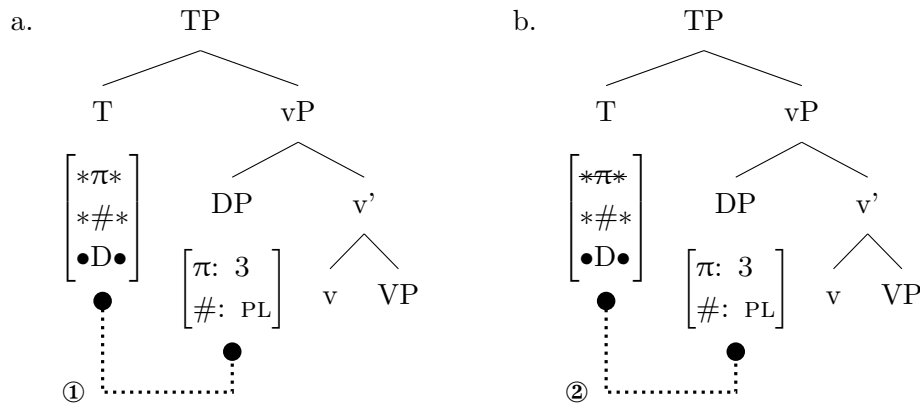 a. TP b. TP
T vP T vP
∗π∗ ∗π∗
DP v’ DP v’
∗#∗ ∗#∗
●D● ●D●
π: 3 π: 3
v VP v VP
#: PL #: PL
① ②